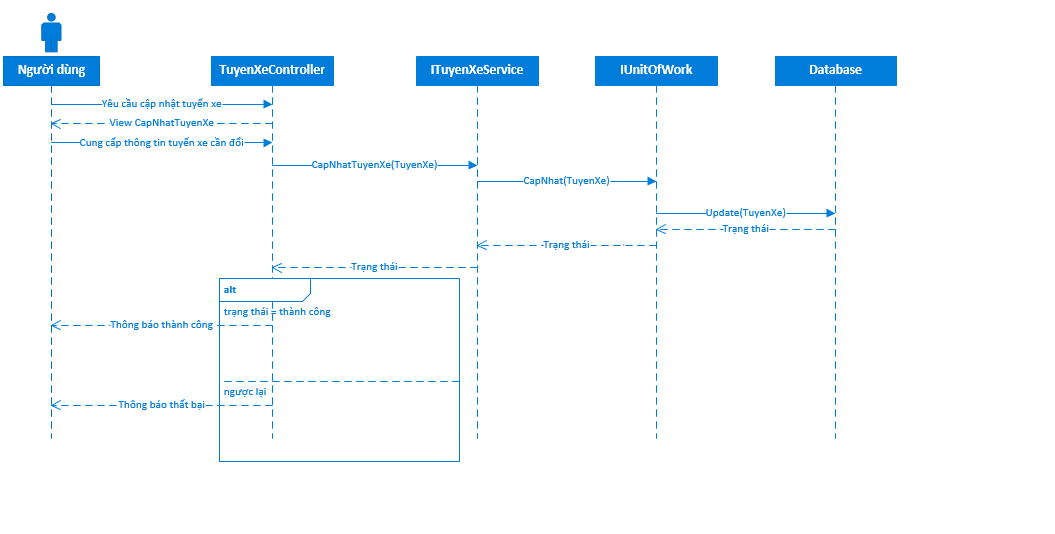 Người dùng
TuyenXeController
ITuyenXeService
IUnitOfWork
Database
Yêu cầu cập nhật tuyến xe
View CapNhatTuyenXe
Cung cấp thông tin tuyến xe cần đổi
CapNhatTuyenXe(TuyenXe)
CapNhat(TuyenXe)
Update(TuyenXe)
Trạng thái
Trạng thái
Trạng thái
alt
trạng thái = thành công
Thông báo thành công
ngược lại
Thông báo thất bại